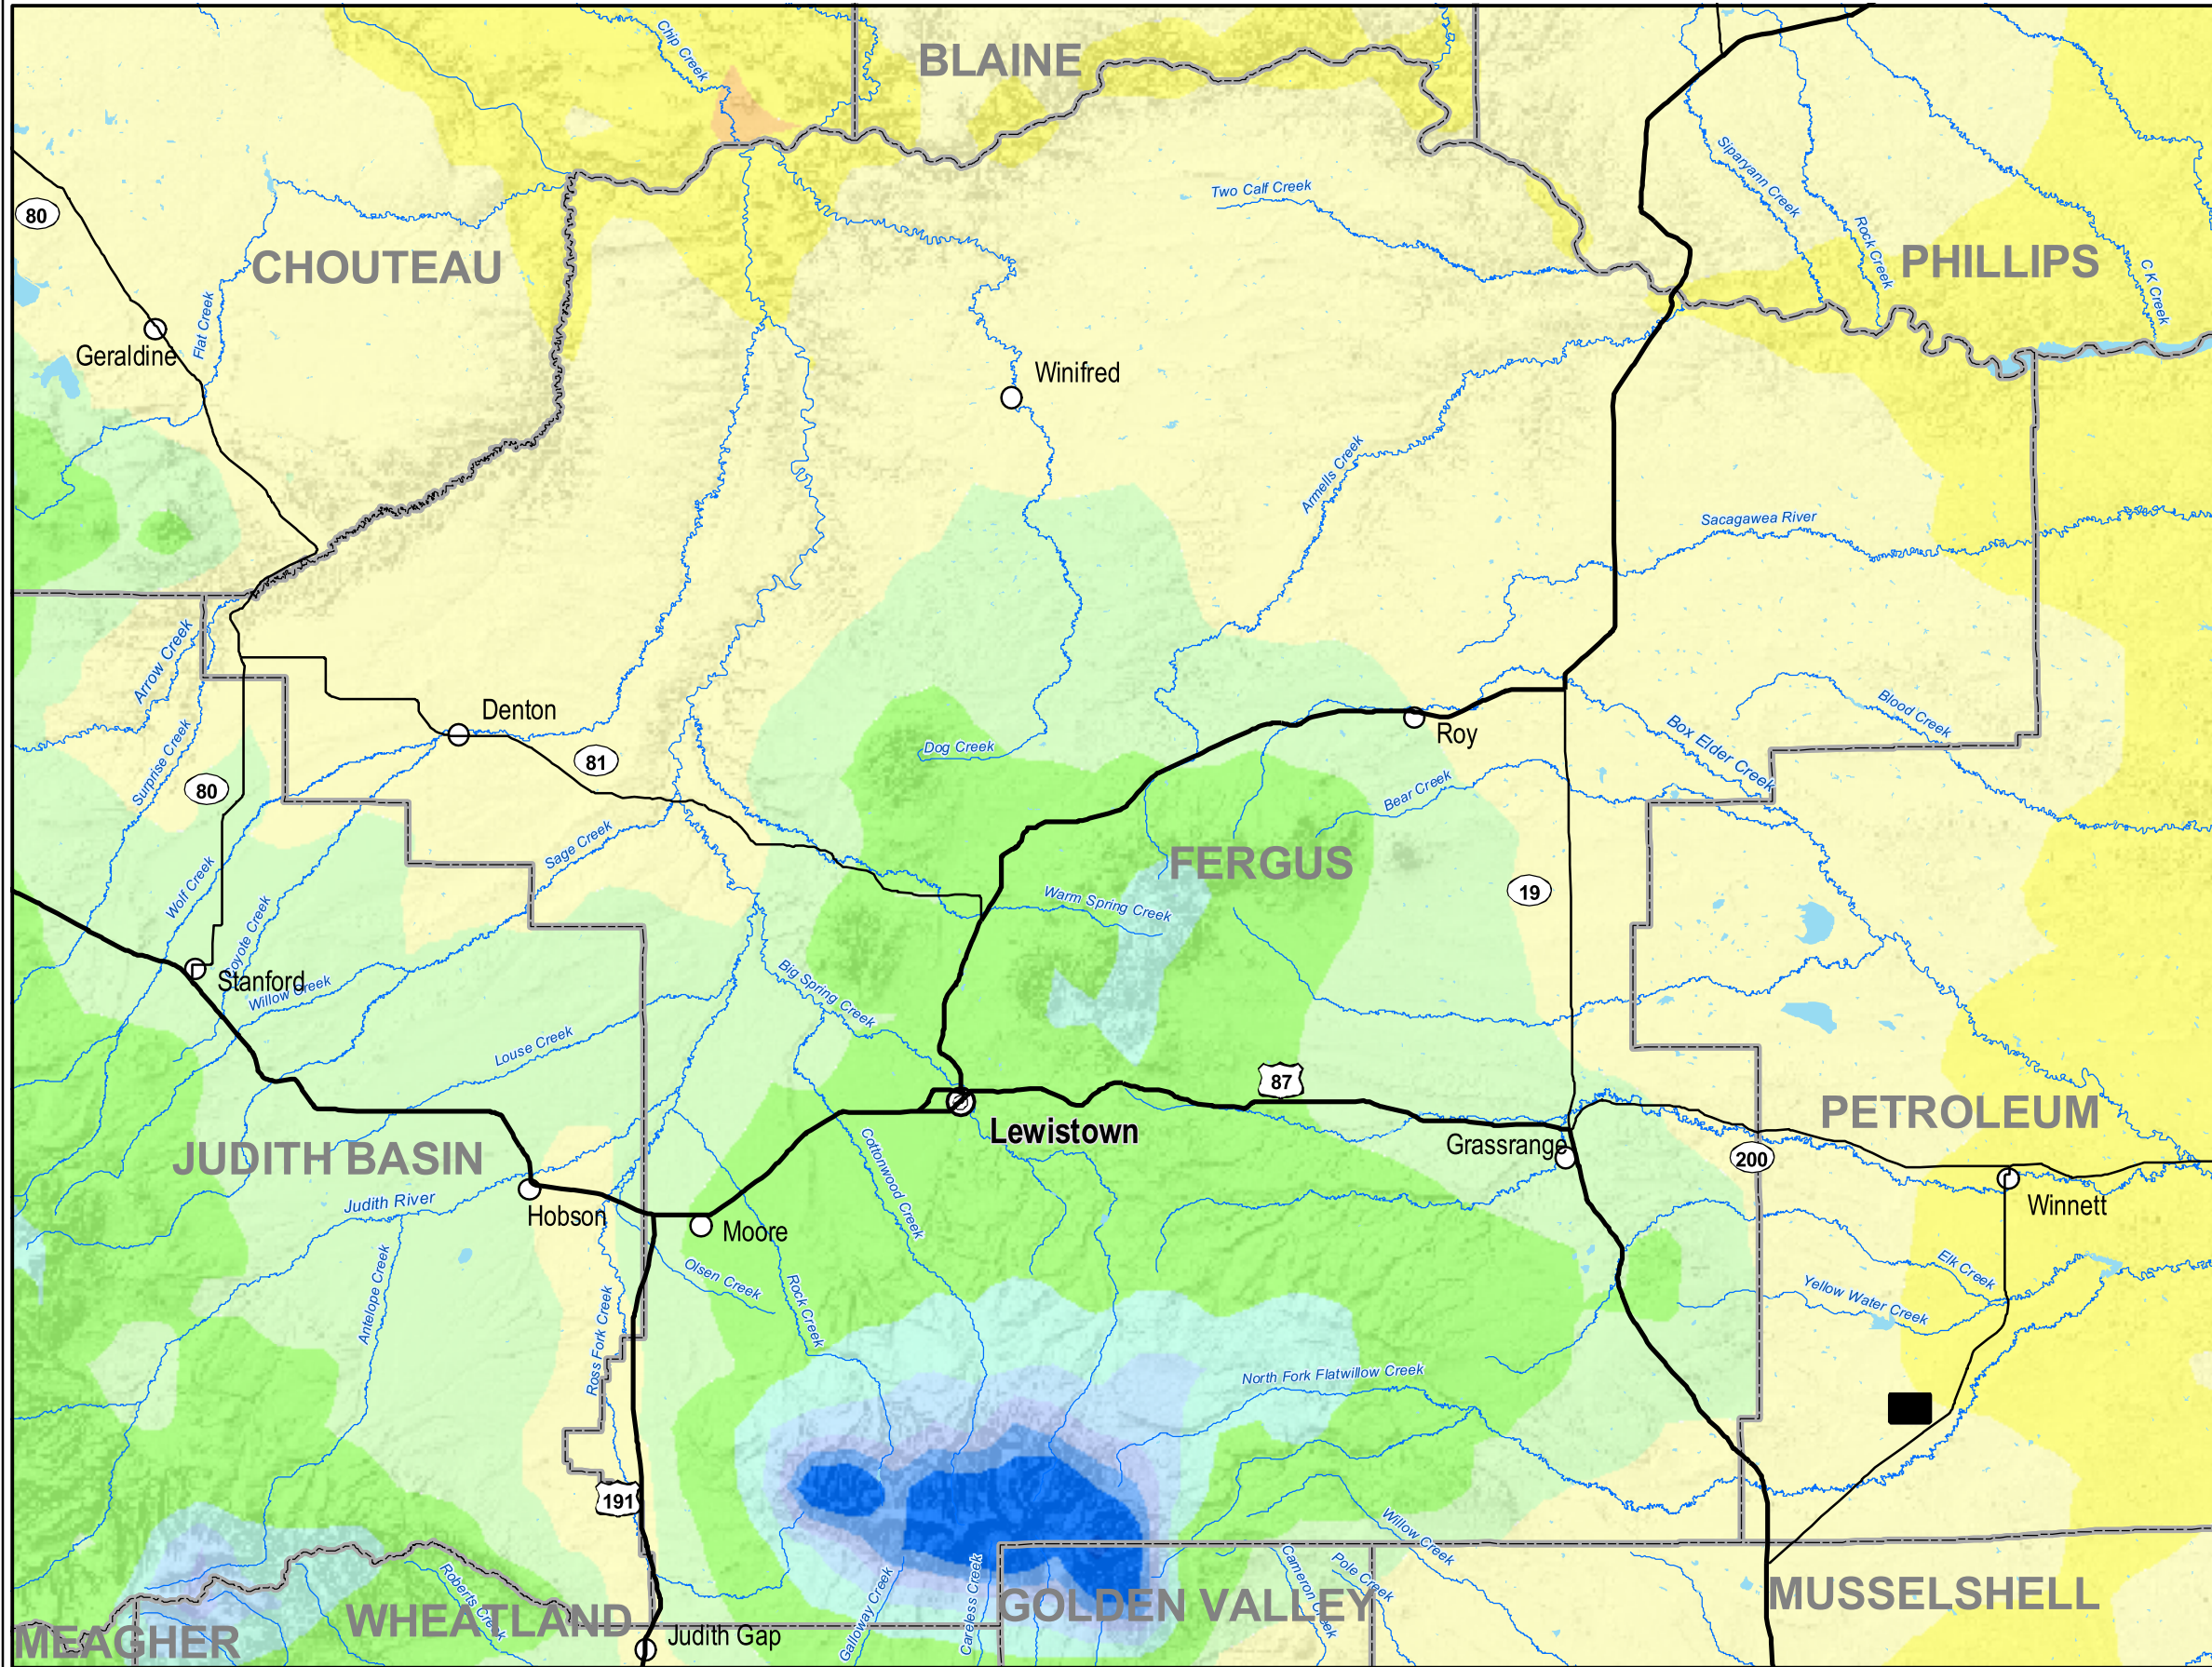 Chip Creek
BLAINE
80
Two Calf Creek
Siparyann Creek
Rock Creek
CHOUTEAU
PHILLIPS
C K Creek
Flat Creek
Geraldine
Winifred
Armells Creek
Sacagawea River
Arrow Creek
Surprise Creek
Denton
Blood Creek
Box Elder Creek
Roy
Dog Creek
81
80
Bear Creek
Sage Creek
FERGUS
Wolf Creek
19
Warm Spring Creek
Coyote Creek
Stanford
Willow Creek
Big Spring Creek
Louse Creek
87
PETROLEUM
Lewistown
Grassrange
JUDITH BASIN
200
Cottonwood Creek
Judith River
Winnett
Hobson
Moore
Antelope Creek
Olsen Creek
Elk Creek
Rock Creek
Yellow Water Creek
Ross Fork Creek
North Fork Flatwillow Creek
191
Willow Creek
Cameron Creek
Pole Creek
Roberts Creek
Galloway Creek
Careless Creek
GOLDEN VALLEY
MUSSELSHELL
WHEATLAND
MEAGHER
Judith Gap